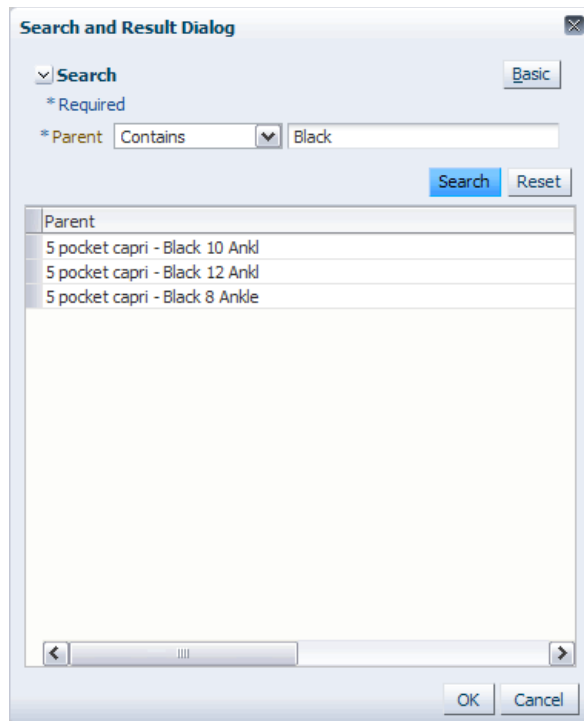 Search and Result Dialog
Search
Basic
* Required
* Parent Contains Black
Search Reset
Parent
5 pocket capri - Black 10 Ankl
5 pocket capri - Black 12 Ankl
5 pocket capri - Black 8 Ankle
OK Cancel